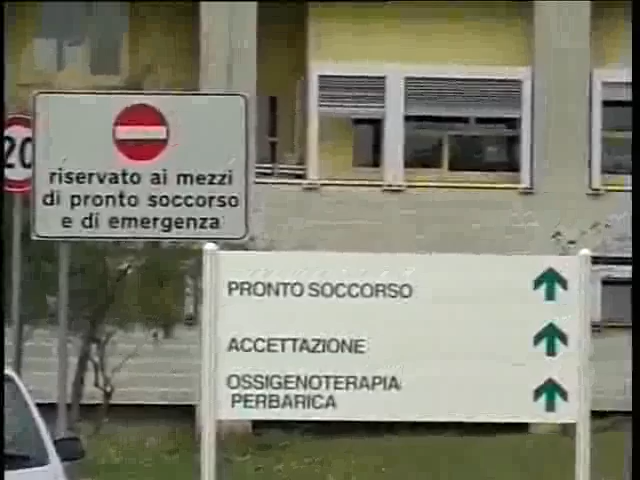 20
riservato ai mezzi
di pronto soccorso
e di emergenza
PRONTO SOCCORSO
ACCETTAZIONE
OSSIGENOTERAPIA
PERBARICA